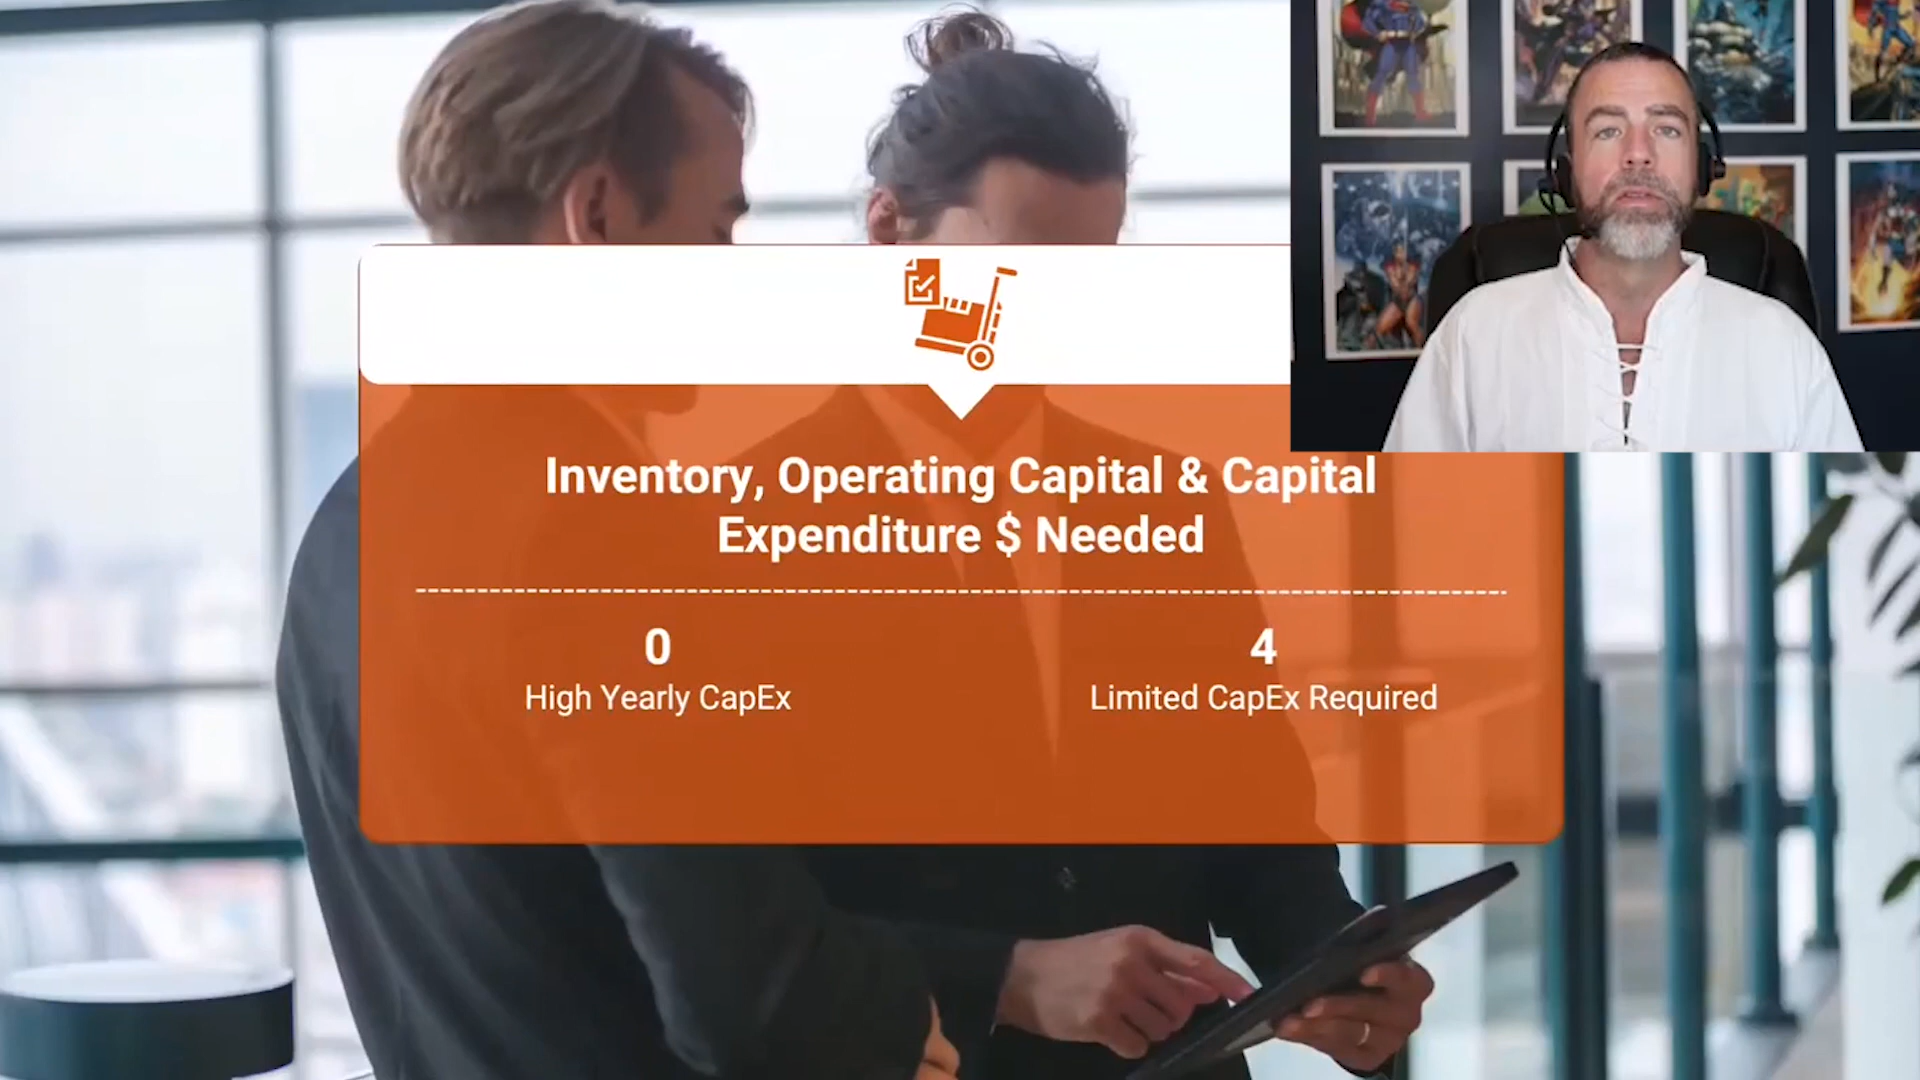 Inventory, Operating Capital & Capital
Expenditure $ Needed
0
High Yearly CapEx
4
Limited CapEx Required